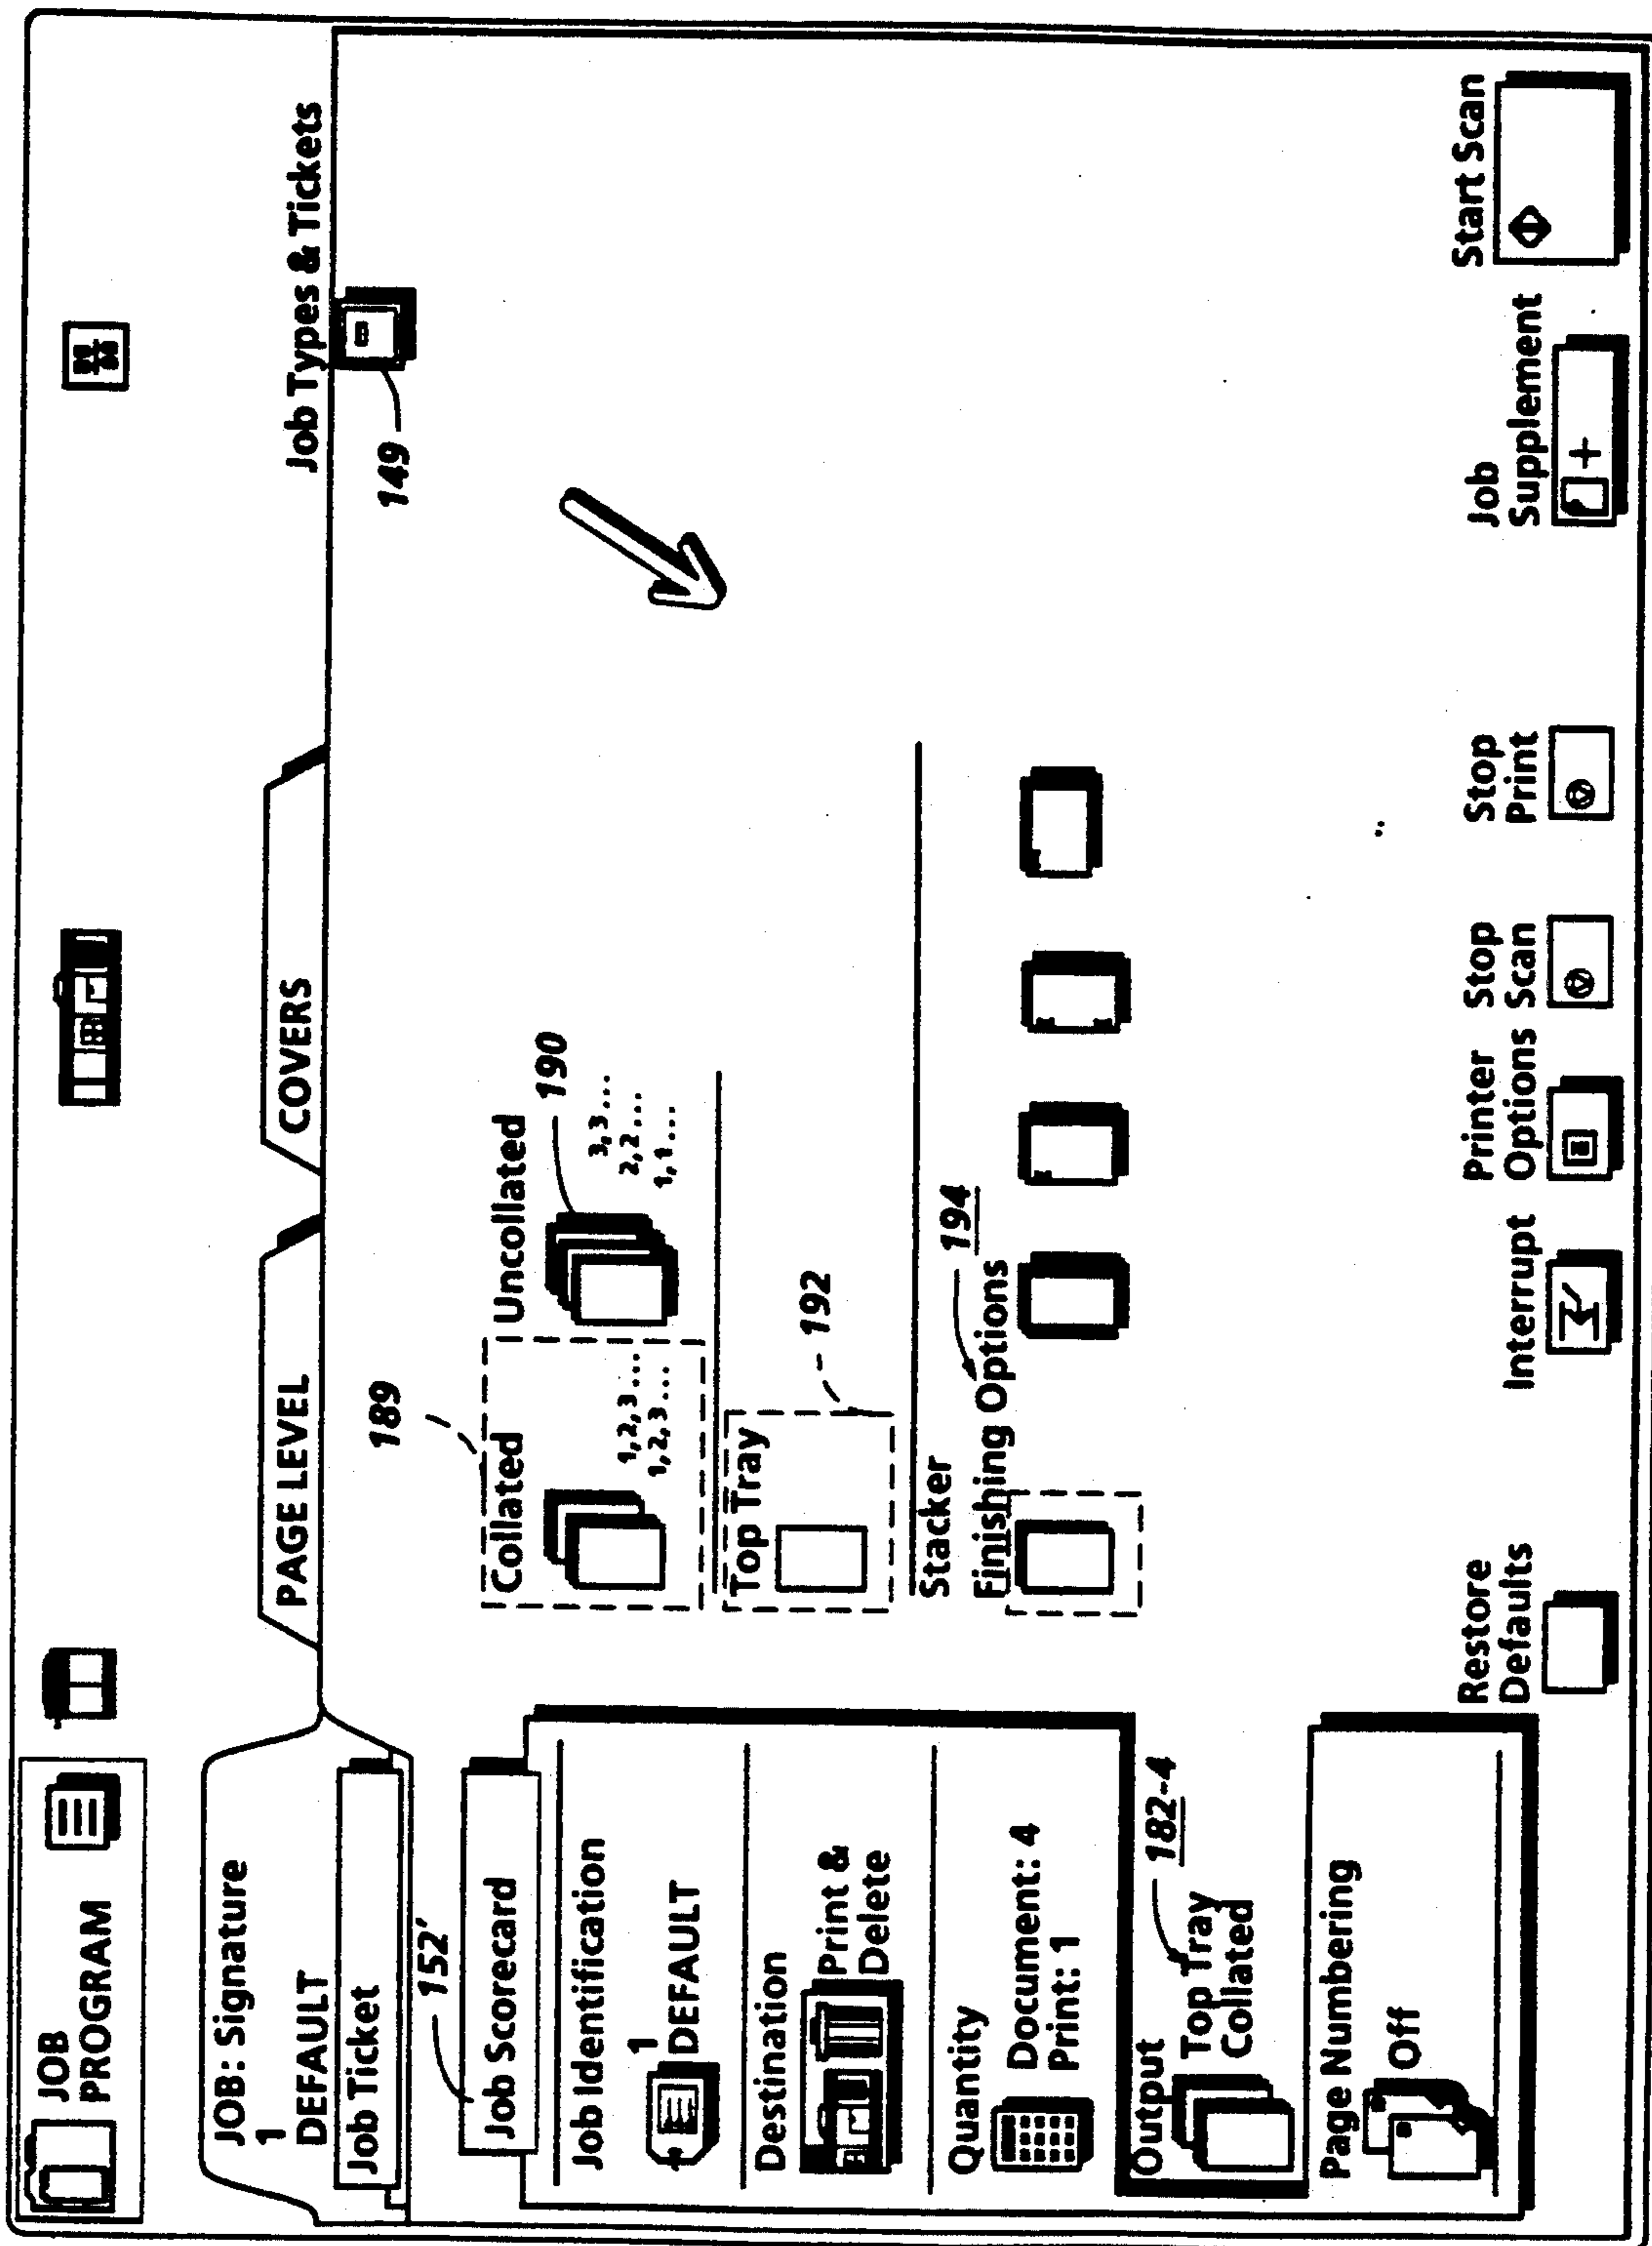 JOB
PROGRAM
JOB: Signature
1
DEFAULT
PAGE LEVEL
COVERS
Job Types & Tickets
149
Job Ticket
152'
Job Scorecard
Job Identification
1
DEFAULT
Destination
Print &
Delete
Quantity
Document: 4
Print: 1
Output
182-4
Top Tray
Collated
Page Numbering
Off
189
Collated
1,2,3...
1,2,3...
Uncollated
190
3,3...
2,2...
1,1...
Top Tray
192
Stacker
Finishing Options
194
Restore
Defaults
Interrupt
Printer
Options
Stop
Scan
Stop
Print
Job
Supplement
+
Start Scan